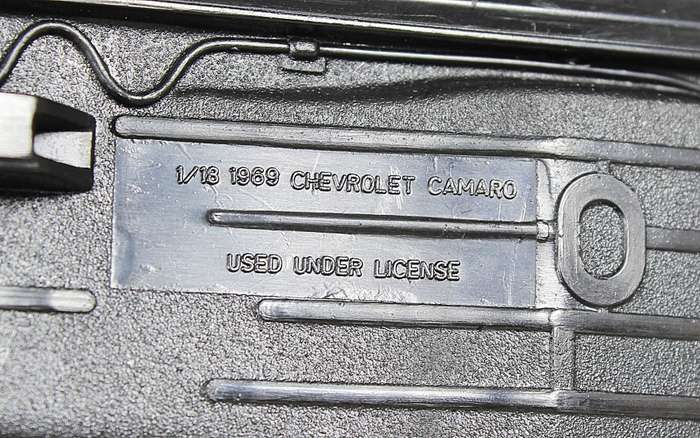 1/18 1969 CHEVROLET CAMARO
USED UNDER LICENSE